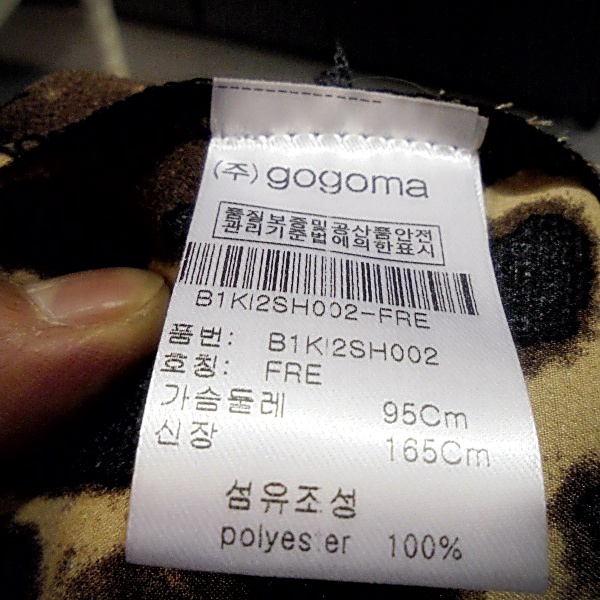 (주) gogoma
품질보증및 공산품안전
관리기준법에의한표시
B1KI2SH002-FRE
품번: B1KI2SH002
호칭: FRE
가슴둘레 95Cm
신장 165Cm
섬유조성
polyes er 100%